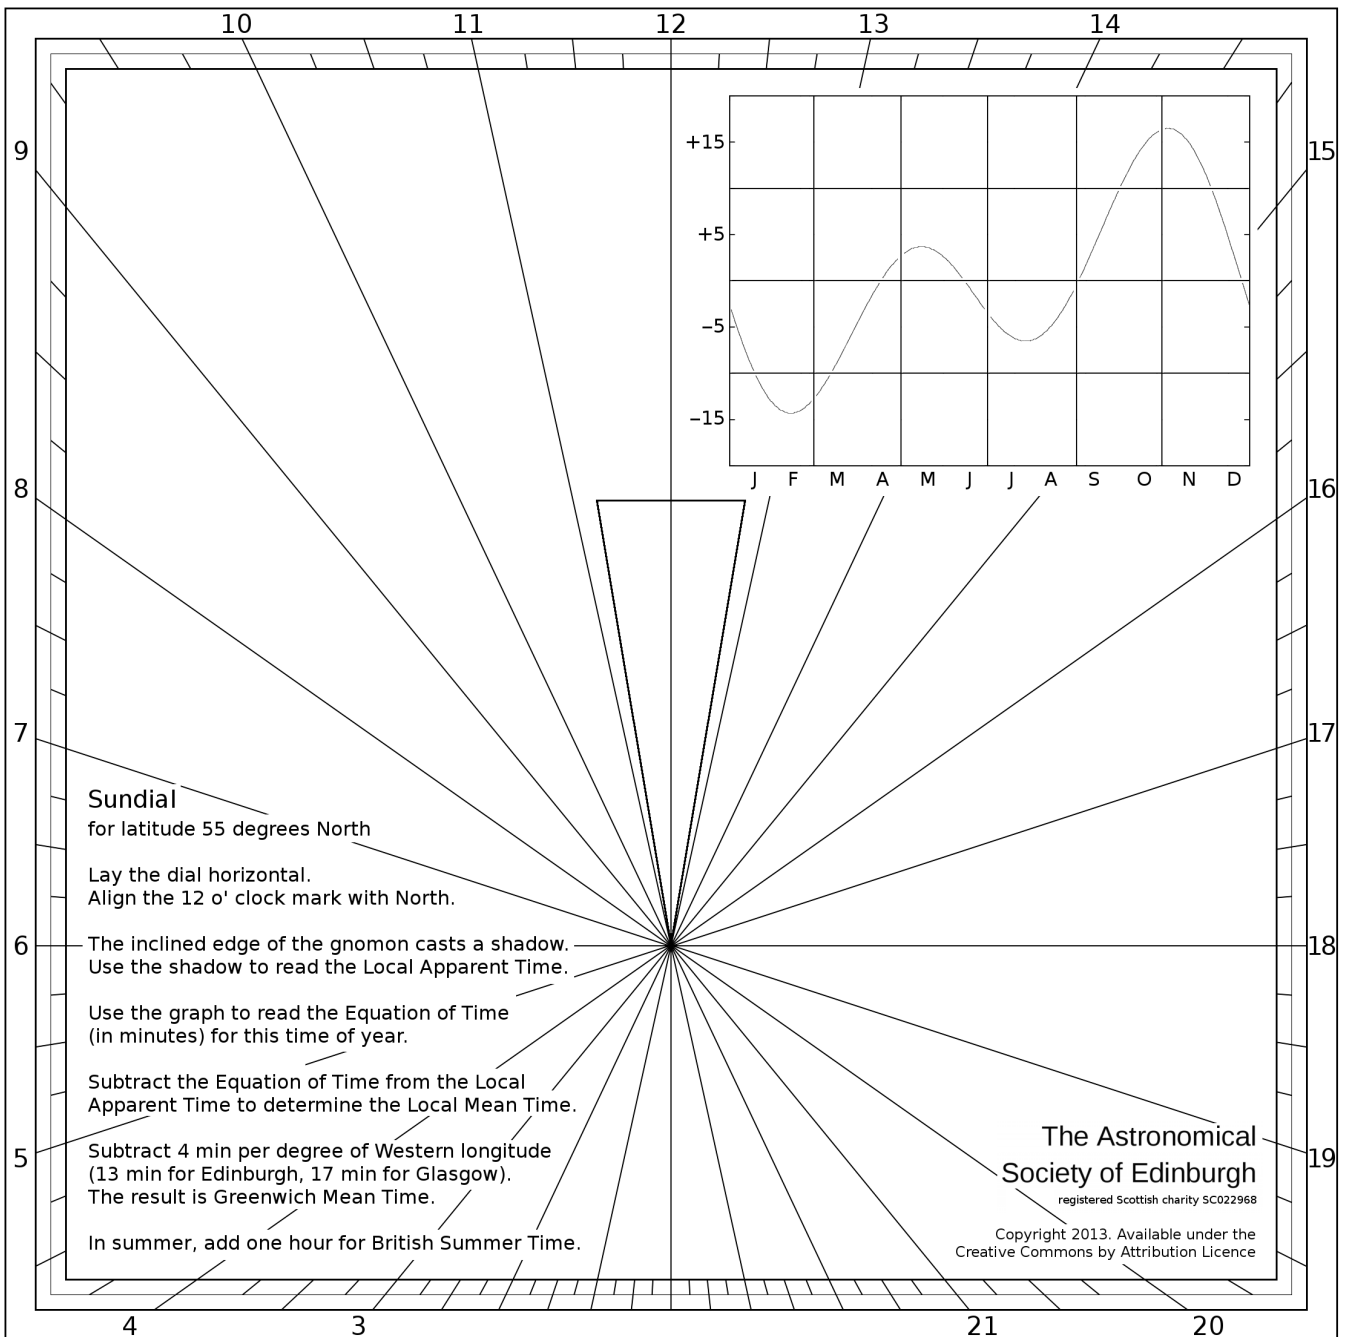 10 11 12 13 14
9
15
+15
+5
−5
−15
J F M A M J J A S O N D
8
16
7
17
Sundial
for latitude 55 degrees North
Lay the dial horizontal.
Align the 12 o' clock mark with North.
6
18
The inclined edge of the gnomon casts a shadow.
Use the shadow to read the Local Apparent Time.
Use the graph to read the Equation of Time
(in minutes) for this time of year.
Subtract the Equation of Time from the Local
Apparent Time to determine the Local Mean Time.
5
19
Subtract 4 min per degree of Western longitude
(13 min for Edinburgh, 17 min for Glasgow).
The result is Greenwich Mean Time.
In summer, add one hour for British Summer Time.
The Astronomical
Society of Edinburgh
registered Scottish charity SC022968
Copyright 2013. Available under the
Creative Commons by Attribution Licence
4 3 21 20